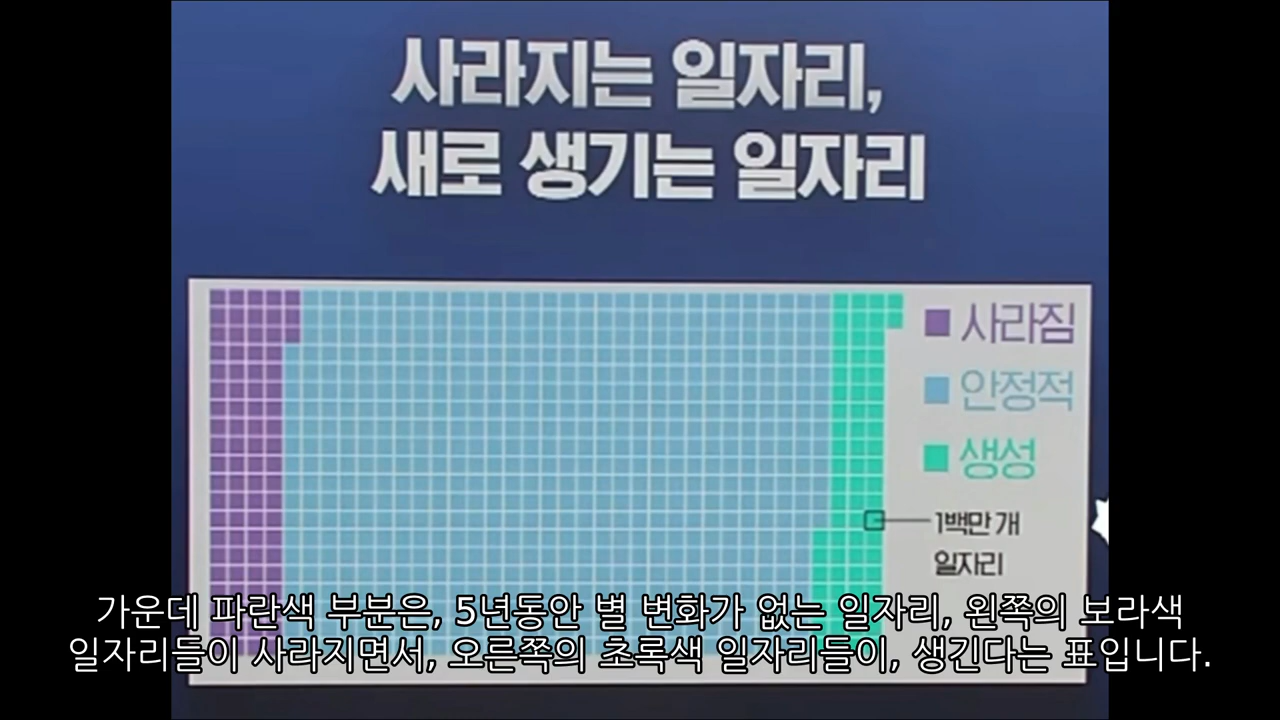 사라지는 일자리,
새로 생기는 일자리
사라짐
안정적
생성
1백만 개
일자리
가운데 파란색 부분은, 5년동안 별 변화가 없는 일자리, 왼쪽의 보라색
일자리들이 사라지면서, 오른쪽의 초록색 일자리들이, 생긴다는 표입니다.